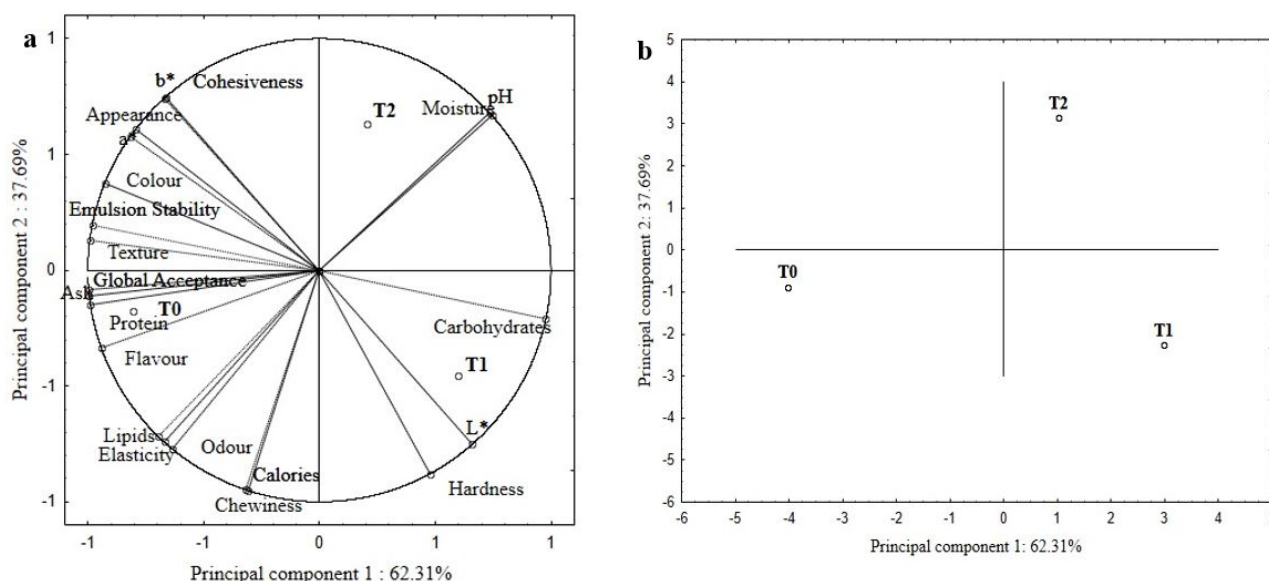 a
b* Cohesiveness
T2
Moisture pH
Appearance
a*
Colour
Emulsion Stability
Texture
Global Acceptance
Ash
T0
Protein
Flavour
Carbohydrates
T1
L*
Lipids
Elasticity
Odour
Calories
Chewiness
Hardness
1
1
0
-1
-1
-1
-1
0
1
1
Principal component 2 : 37.69%
Principal component 1 : 62.31%
b
5
4
3
2
1
0
-1
-2
-3
-4
-5
-6
T2
T0
T1
-6
-5
-4
-3
-2
-1
0
1
2
3
4
5
Principal component 2: 37.69%
Principal component 1: 62.31%